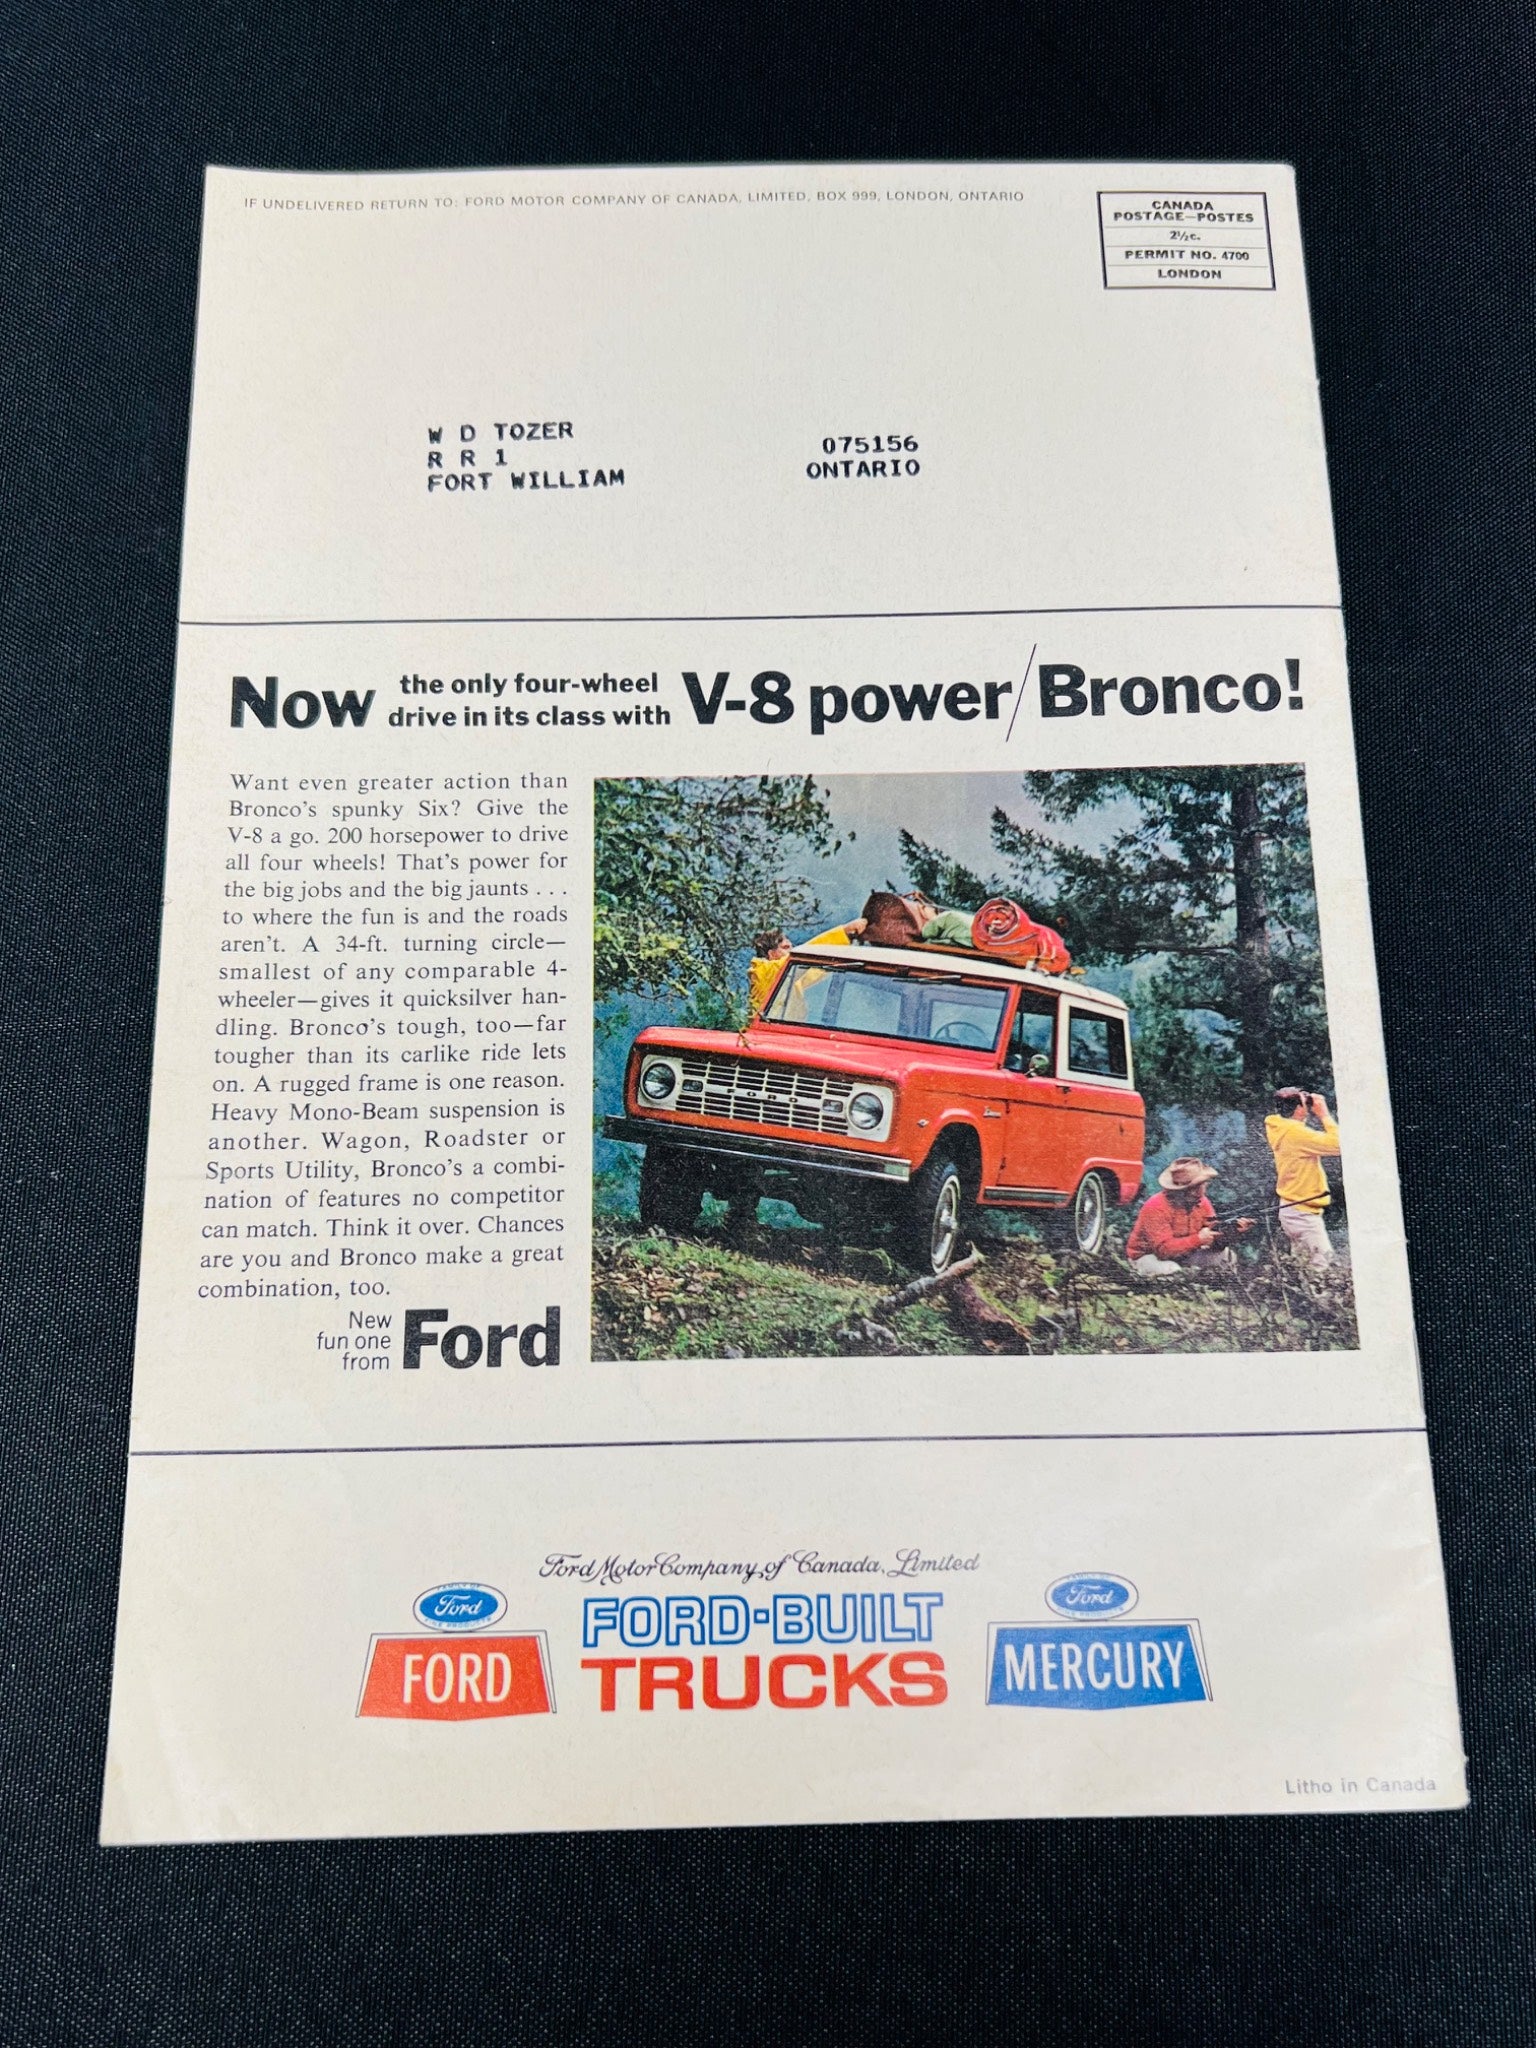 IF UNDELIVERED RETURN TO: FORD MOTOR COMPANY OF CANADA, LIMITED, BOX 999, LONDON, ONTARIO
CANADA
POSTAGE—POSTES
2½c.
PERMIT NO. 4700
LONDON
W D TOZER 075156
R R 1 ONTARIO
FORT WILLIAM
Now the only four-wheel drive in its class with V-8 power/Bronco!
Want even greater action than
Bronco's spunky Six? Give the
V-8 a go. 200 horsepower to drive
all four wheels! That's power for
the big jobs and the big jaunts . . .
to where the fun is and the roads
aren't. A 34-ft. turning circle—
smallest of any comparable 4-
wheeler—gives it quicksilver han-
dling. Bronco's tough, too—far
tougher than its carlike ride lets
on. A rugged frame is one reason.
Heavy Mono-Beam suspension is
another. Wagon, Roadster or
Sports Utility, Bronco's a combi-
nation of features no competitor
can match. Think it over. Chances
are you and Bronco make a great
combination, too.
New
fun one
from Ford
FORD
Ford Motor Company of Canada, Limited
FORD-BUILT
TRUCKS
Ford
FORD
Ford
MERCURY
Litho in Canada